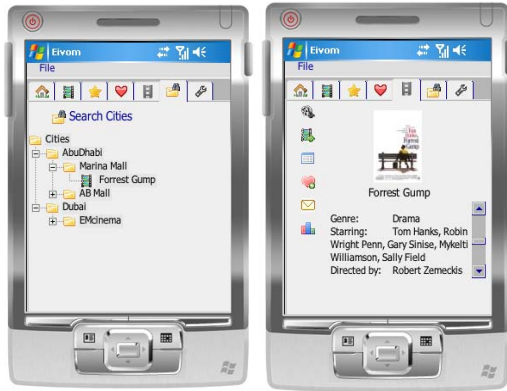 Eivom
File
Search Cities
Cities
AbuDhabi
Marina Mall
Forrest Gump
AB Mall
Dubai
EMcinema
Eivom
File
Forrest Gump
Genre: Drama
Starring: Tom Hanks, Robin
Wright Penn, Gary Sinise, Mykelti
Williamson, Sally Field
Directed by: Robert Zemeckis